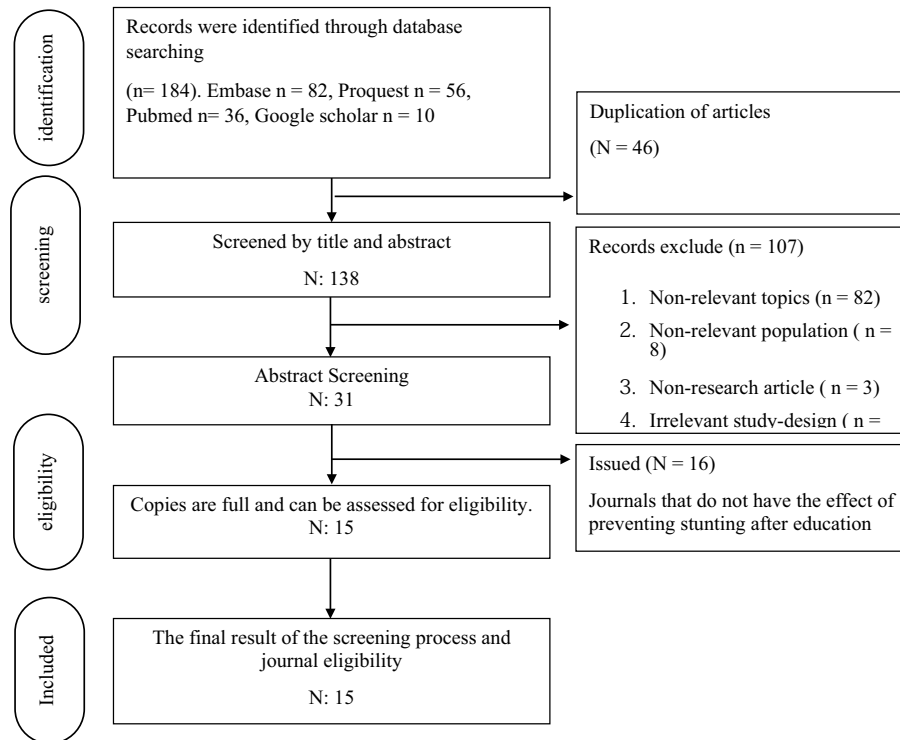 identification
Records were identified through database
searching
(n= 184). Embase n = 82, Proquest n = 56,
Pubmed n= 36, Google scholar n = 10
Duplication of articles
(N = 46)
screening
Screened by title and abstract
N: 138
Records exclude (n = 107)
1. Non-relevant topics (n = 82)
2. Non-relevant population ( n =
8)
3. Non-research article ( n = 3)
4. Irrelevant study-design ( n =
Abstract Screening
N: 31
eligibility
Issued (N = 16)
Journals that do not have the effect of
preventing stunting after education
Copies are full and can be assessed for eligibility.
N: 15
Included
The final result of the screening process and
journal eligibility
N: 15